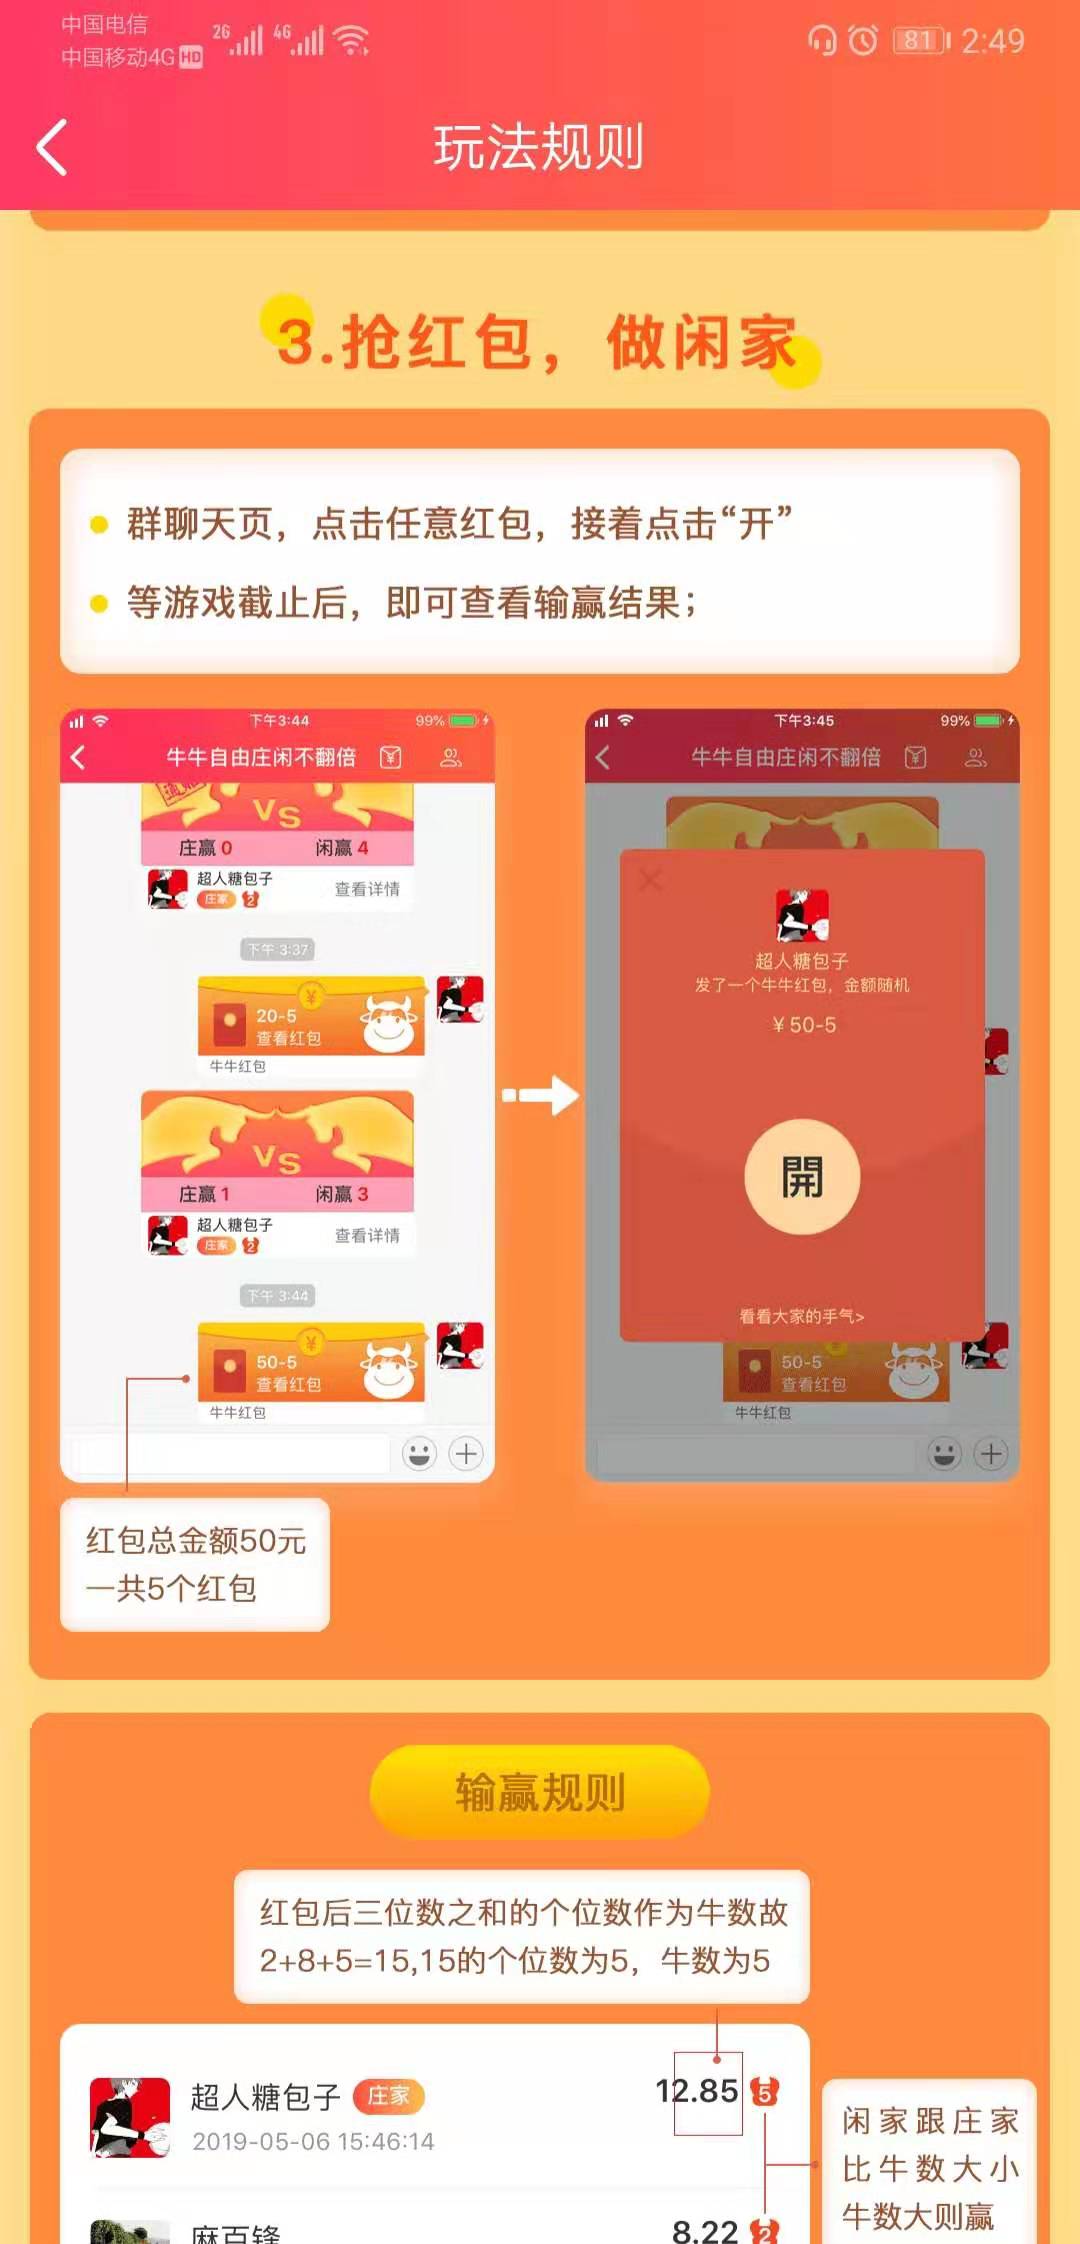 中国电信
中国移动4G HD
2G 4G
81 2:49
玩法规则
3.抢红包，做闲家
群聊天页，点击任意红包，接着点击“开”
等游戏截止后，即可查看输赢结果；
下午3:44 99%
牛牛自由庄闲不翻倍
VS
庄赢 0 闲赢 4
超人糖包子
庄家 2
查看详情
下午 3:37
¥
20-5
查看红包
牛牛红包
VS
庄赢 1 闲赢 3
超人糖包子
庄家 2
查看详情
下午 3:44
¥
50-5
查看红包
牛牛红包
下午3:45 99%
牛牛自由庄闲不翻倍
超人糖包子
发了一个牛牛红包，金额随机
¥50-5
開
看看大家的手气>
50-5
查看红包
牛牛红包
红包总金额50元
一共5个红包
输赢规则
红包后三位数之和的个位数作为牛数故
2+8+5=15,15的个位数为5，牛数为5
超人糖包子 庄家 12.85 5
2019-05-06 15:46:14
闲家跟庄家
比牛数大小
牛数大则赢
麻百锋 8.22 2